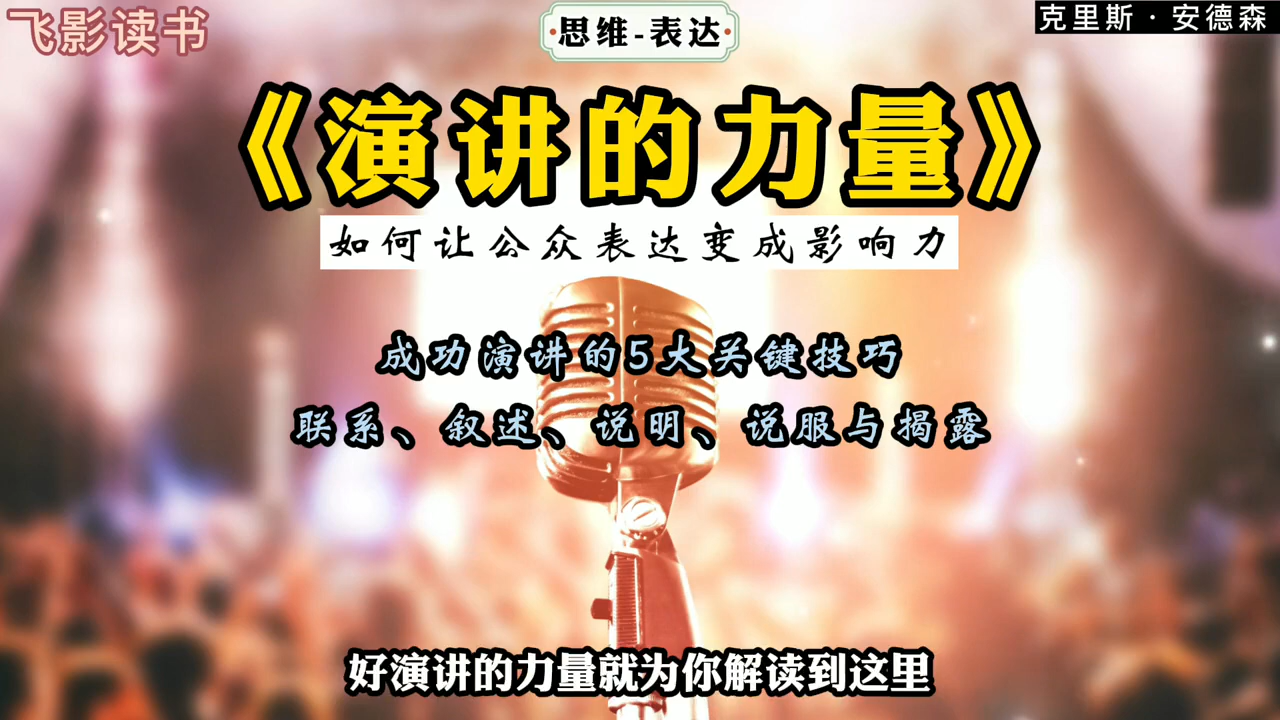 飞影读书
思维-表达
克里斯·安德森
《演讲的力量》
如何让公众表达变成影响力
成功演讲的5大关键技巧
联系、叙述、说明、说服与揭露
好演讲的力量就为你解读到这里